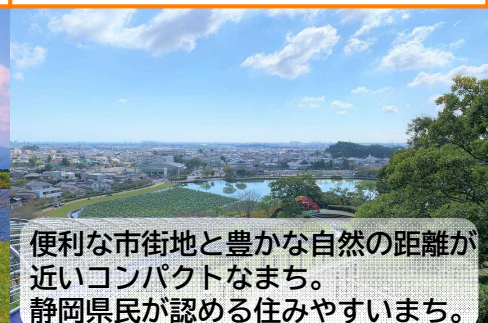 便利な市街地と豊かな自然の距離が
近いコンパクトなまち。
静岡県民が認める住みやすいまち。